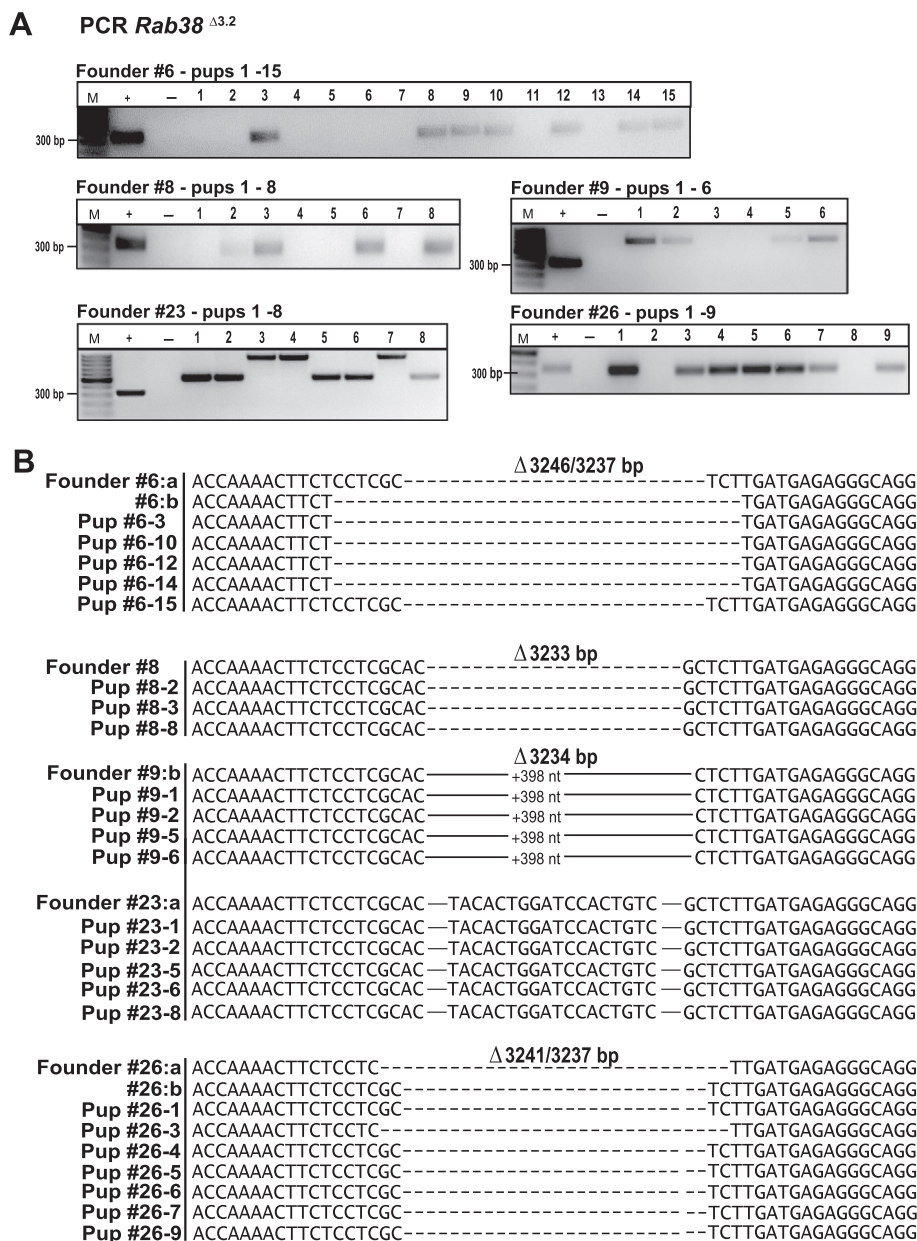 A PCR Rab38 Δ3.2
Founder #6 - pups 1 -15
M + – 1 2 3 4 5 6 7 8 9 10 11 12 13 14 15
300 bp
Founder #8 - pups 1 - 8
M + – 1 2 3 4 5 6 7 8
300 bp
Founder #9 - pups 1 - 6
M + – 1 2 3 4 5 6
300 bp
Founder #23 - pups 1 -8
M + – 1 2 3 4 5 6 7 8
300 bp
Founder #26 - pups 1 -9
M + – 1 2 3 4 5 6 7 8 9
300 bp
B
Δ3246/3237 bp
Founder #6:a ACCAAAACTTCTCCTCGC--------------------------TCTTGATGAGAGGGCAGG
#6:b ACCAAAACTTCT-----------------------------------TGATGAGAGGGCAGG
Pup #6-3 ACCAAAACTTCT-----------------------------------TGATGAGAGGGCAGG
Pup #6-10 ACCAAAACTTCT-----------------------------------TGATGAGAGGGCAGG
Pup #6-12 ACCAAAACTTCT-----------------------------------TGATGAGAGGGCAGG
Pup #6-14 ACCAAAACTTCT-----------------------------------TGATGAGAGGGCAGG
Pup #6-15 ACCAAAACTTCTCCTCGC--------------------------TCTTGATGAGAGGGCAGG
Δ3233 bp
Founder #8 ACCAAAACTTCTCCTCGCAC----------------------GCTCTTGATGAGAGGGCAGG
Pup #8-2 ACCAAAACTTCTCCTCGCAC----------------------GCTCTTGATGAGAGGGCAGG
Pup #8-3 ACCAAAACTTCTCCTCGCAC----------------------GCTCTTGATGAGAGGGCAGG
Pup #8-8 ACCAAAACTTCTCCTCGCAC----------------------GCTCTTGATGAGAGGGCAGG
Δ3234 bp
Founder #9:b ACCAAAACTTCTCCTCGCAC——— +398 nt ———CTCTTGATGAGAGGGCAGG
Pup #9-1 ACCAAAACTTCTCCTCGCAC——— +398 nt ———CTCTTGATGAGAGGGCAGG
Pup #9-2 ACCAAAACTTCTCCTCGCAC——— +398 nt ———CTCTTGATGAGAGGGCAGG
Pup #9-5 ACCAAAACTTCTCCTCGCAC——— +398 nt ———CTCTTGATGAGAGGGCAGG
Pup #9-6 ACCAAAACTTCTCCTCGCAC——— +398 nt ———CTCTTGATGAGAGGGCAGG
Founder #23:a ACCAAAACTTCTCCTCGCAC—TACACTGGATCCACTGTC—GCTCTTGATGAGAGGGCAGG
Pup #23-1 ACCAAAACTTCTCCTCGCAC—TACACTGGATCCACTGTC—GCTCTTGATGAGAGGGCAGG
Pup #23-2 ACCAAAACTTCTCCTCGCAC—TACACTGGATCCACTGTC—GCTCTTGATGAGAGGGCAGG
Pup #23-5 ACCAAAACTTCTCCTCGCAC—TACACTGGATCCACTGTC—GCTCTTGATGAGAGGGCAGG
Pup #23-6 ACCAAAACTTCTCCTCGCAC—TACACTGGATCCACTGTC—GCTCTTGATGAGAGGGCAGG
Pup #23-8 ACCAAAACTTCTCCTCGCAC—TACACTGGATCCACTGTC—GCTCTTGATGAGAGGGCAGG
Δ3241/3237 bp
Founder #26:a ACCAAAACTTCTCCTC------------------------------TTGATGAGAGGGCAGG
#26:b ACCAAAACTTCTCCTCGC------------------------ --TCTTGATGAGAGGGCAGG
Pup #26-1 ACCAAAACTTCTCCTCGC------------------------ --TCTTGATGAGAGGGCAGG
Pup #26-3 ACCAAAACTTCTCCTC-------------------------- ----TTGATGAGAGGGCAGG
Pup #26-4 ACCAAAACTTCTCCTCGC------------------------ --TCTTGATGAGAGGGCAGG
Pup #26-5 ACCAAAACTTCTCCTCGC------------------------ --TCTTGATGAGAGGGCAGG
Pup #26-6 ACCAAAACTTCTCCTCGC------------------------ --TCTTGATGAGAGGGCAGG
Pup #26-7 ACCAAAACTTCTCCTCGC------------------------ --TCTTGATGAGAGGGCAGG
Pup #26-9 ACCAAAACTTCTCCTCGC------------------------ --TCTTGATGAGAGGGCAGG